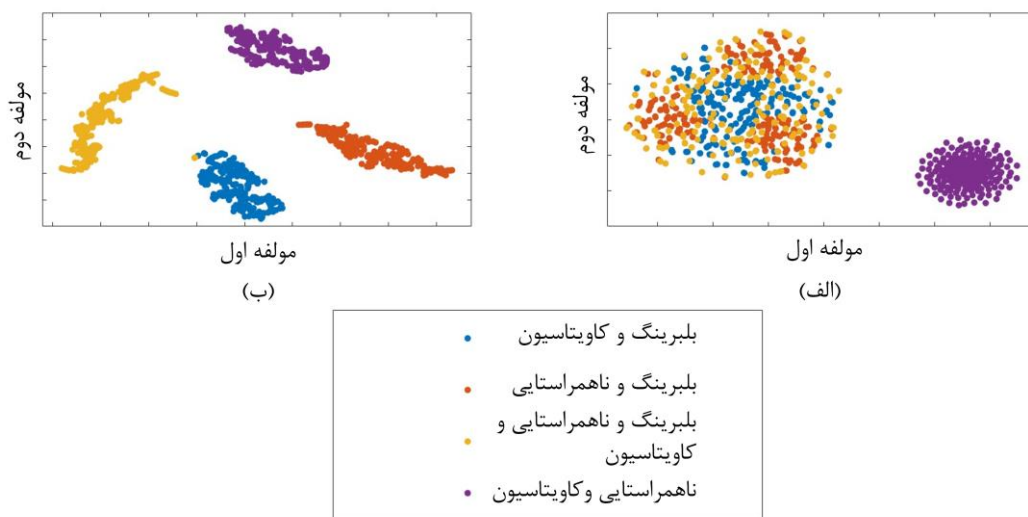 مولفه دوم
مولفه اول
(الف)
مولفه دوم
مولفه اول
(ب)
بلبرینگ و کاویتاسیون
بلبرینگ و ناهمراستایی
بلبرینگ و ناهمراستایی و
کاویتاسیون
ناهمراستایی وکاویتاسیون